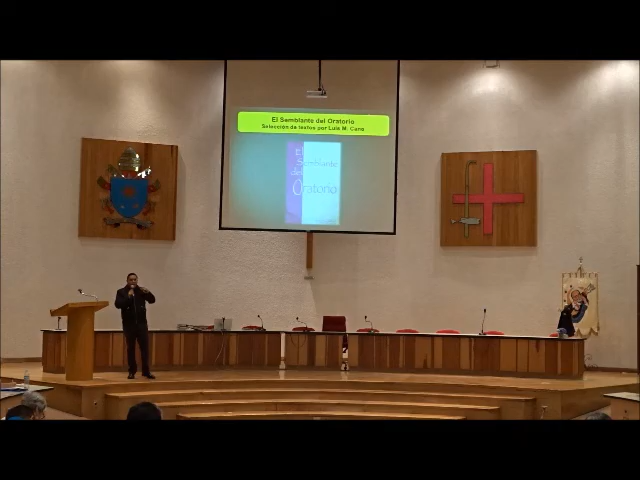 El Semblante del Oratorio
Selección de textos por Luis M. Cano
El
Semblante
del
Oratorio